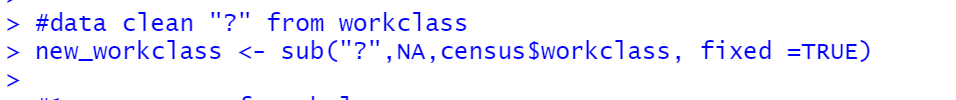 > #data clean "?" from workclass
> new_workclass <- sub("?",NA,census$workclass, fixed =TRUE)
>